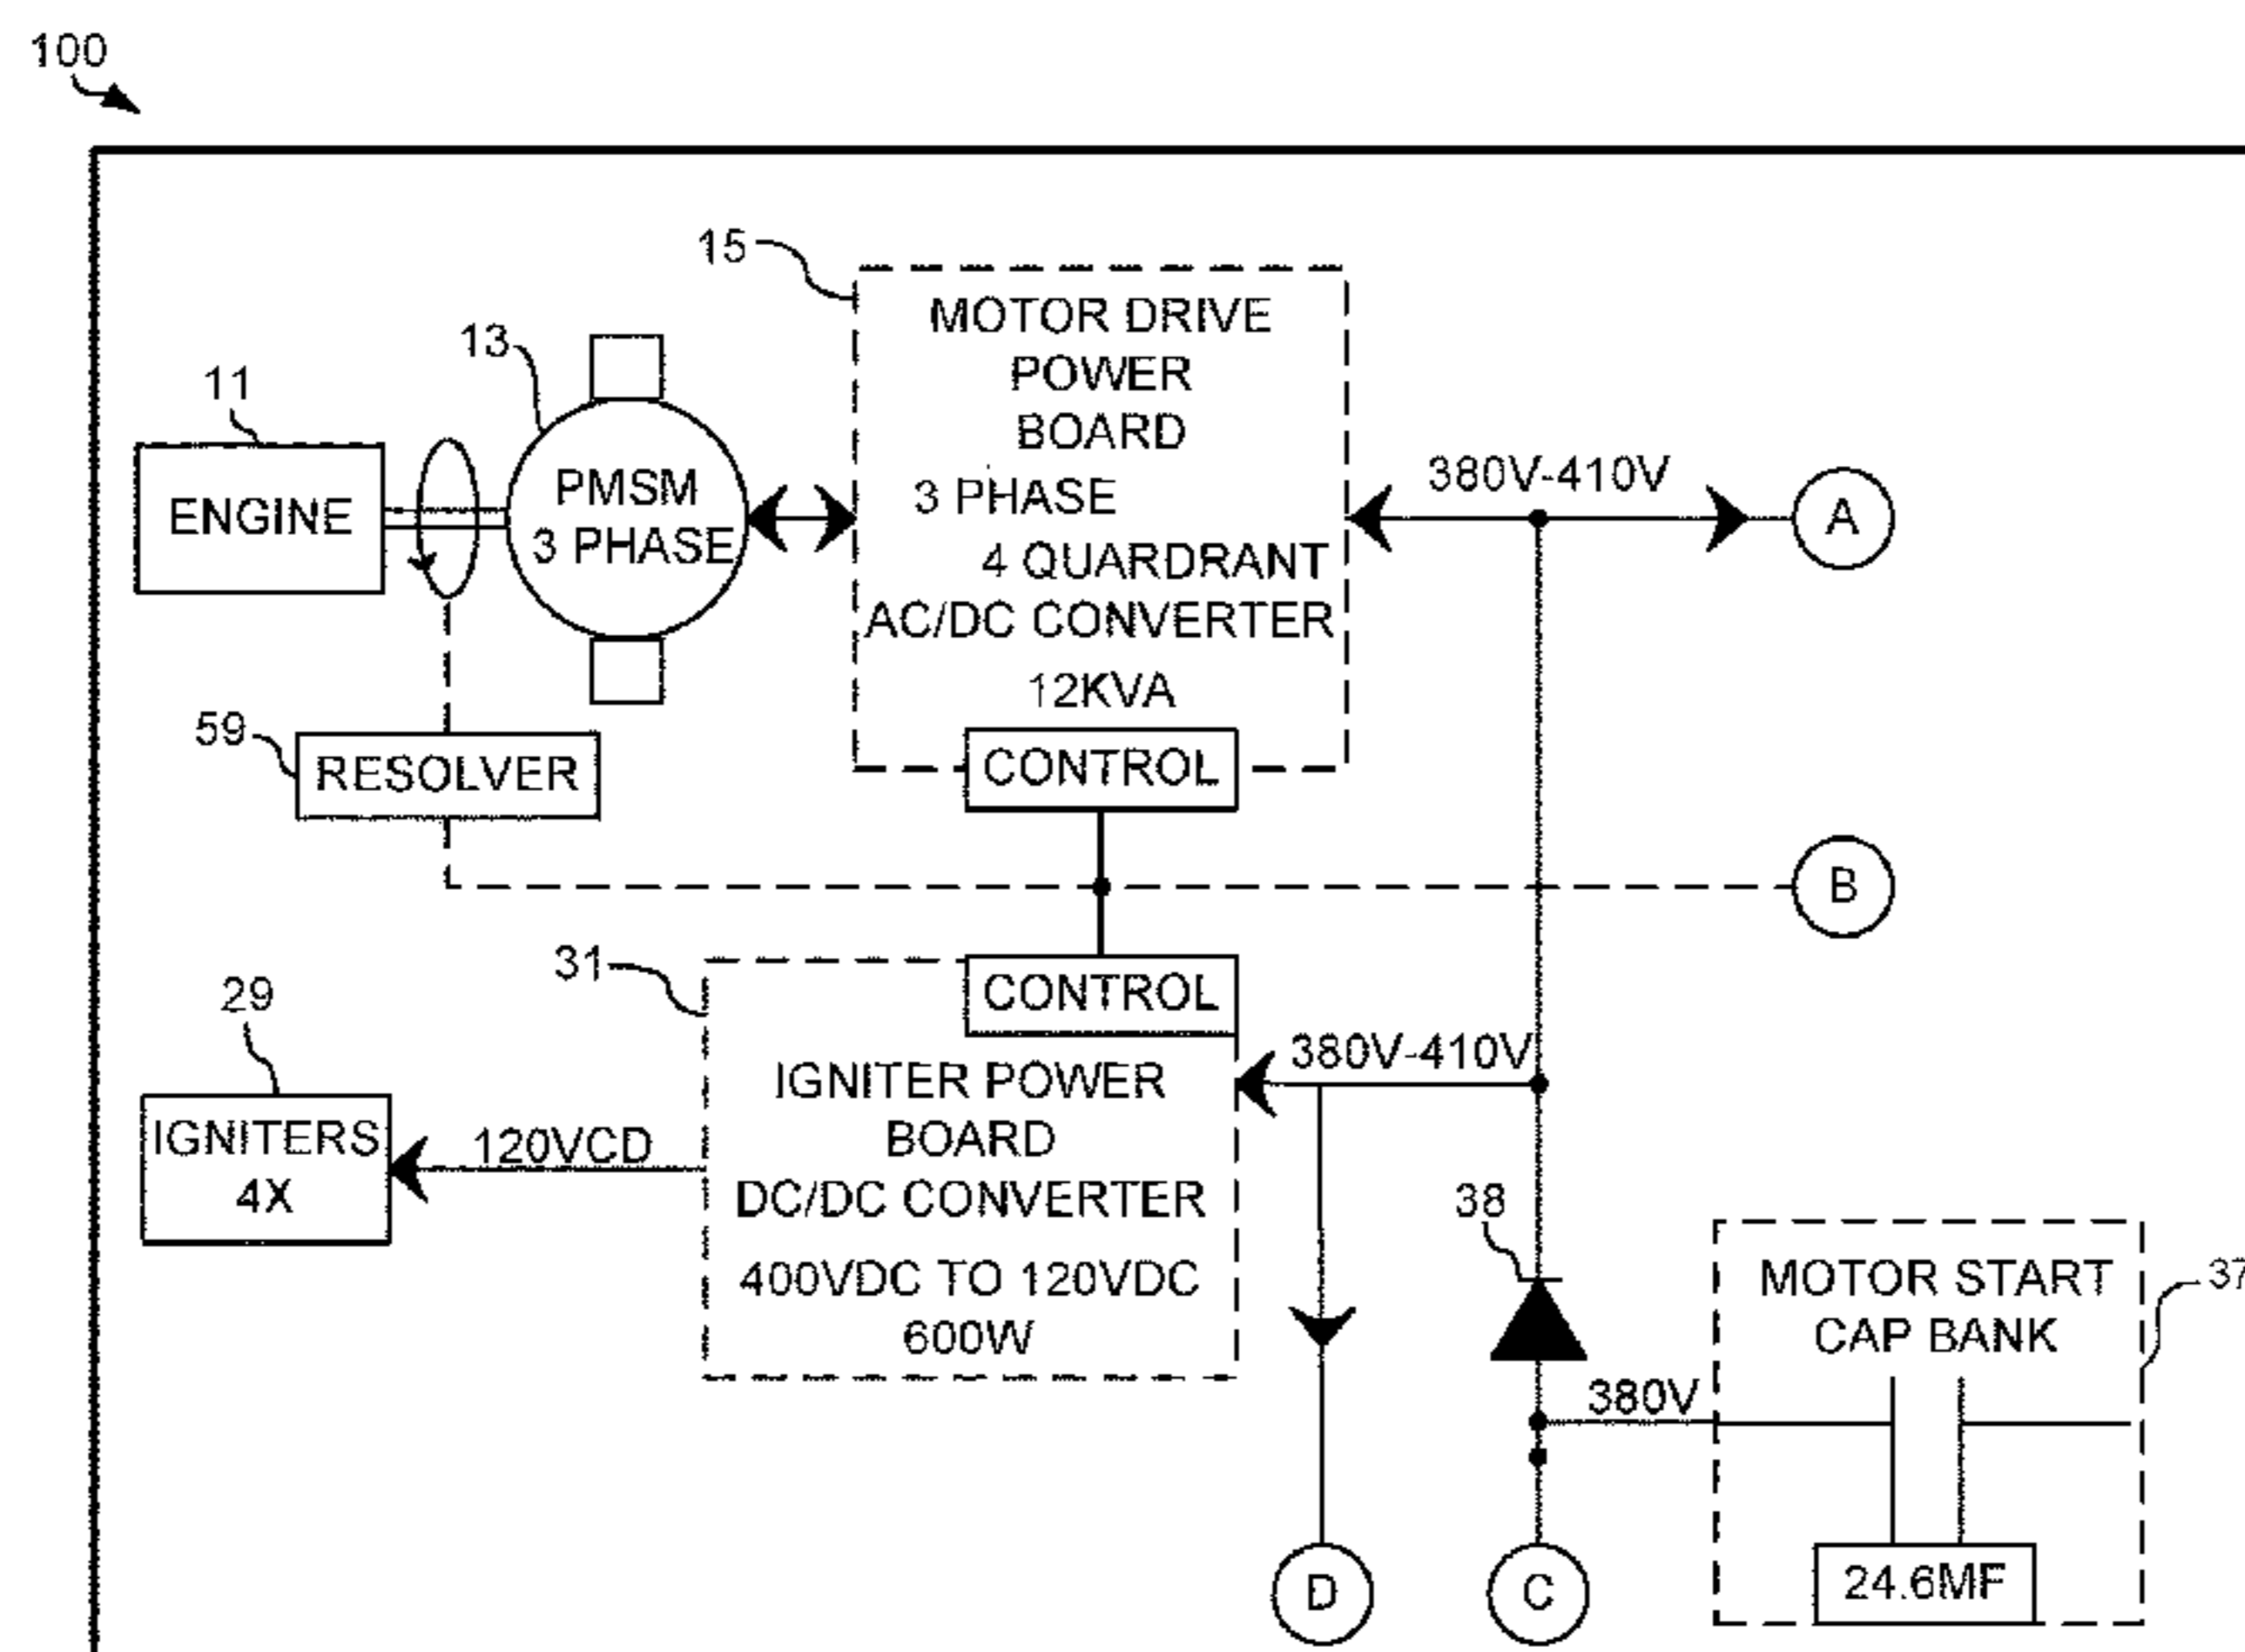 100
15
MOTOR DRIVE
POWER
BOARD
3 PHASE
4 QUARDRANT
AC/DC CONVERTER
12KVA
CONTROL
13
PMSM
3 PHASE
11
ENGINE
380V-410V
A
59
RESOLVER
B
31
CONTROL
IGNITER POWER
BOARD
DC/DC CONVERTER
400VDC TO 120VDC
600W
380V-410V
29
IGNITERS
4X
120VCD
38
MOTOR START
CAP BANK
37
380V
24.6MF
D
C